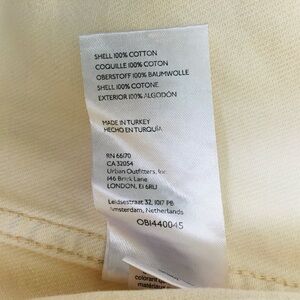 SHELL 100% COTTON
COQUILLE 100% COTON
OBERSTOFF 100% BAUMWOLLE
SHELL 100% COTONE
EXTERIOR 100% ALGODÓN
MADE IN TURKEY
HECHO EN TURQUÍA
RN 66170
CA 32054
Urban Outfitters, Inc.
146 Brick Lane
LONDON, E1 6RU
Leidsestraat 32, 1017 PB
Amsterdam, Netherlands
OB1440045
colorant